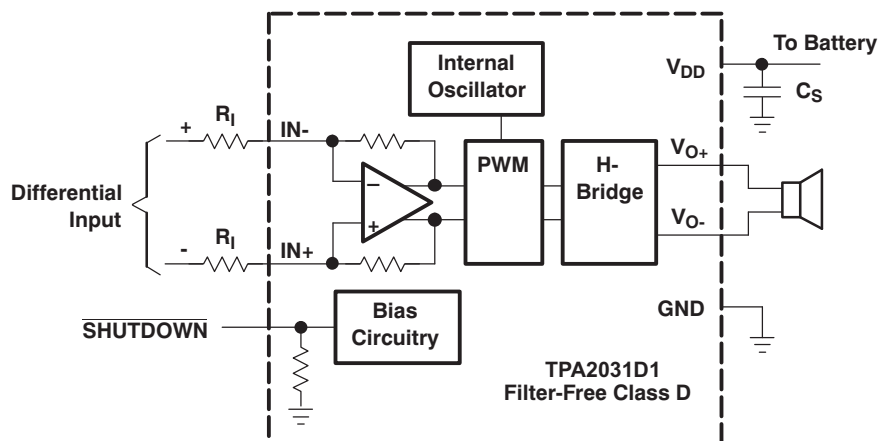 To Battery
Internal
Oscillator
VDD
CS
+
RI
IN-
VO+
PWM
H-
Bridge
−
Differential
Input
+
VO-
-
RI
IN+
GND
SHUTDOWN
Bias
Circuitry
TPA2031D1
Filter-Free Class D